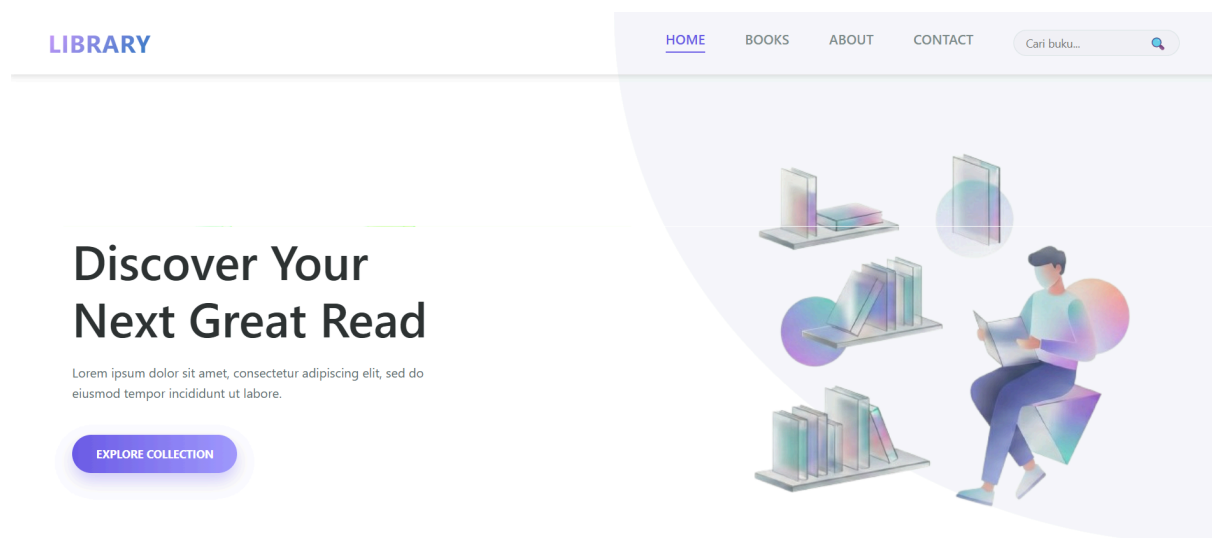 LIBRARY
HOME BOOKS ABOUT CONTACT Cari buku...
Discover Your
Next Great Read
Lorem ipsum dolor sit amet, consectetur adipiscing elit, sed do
eiusmod tempor incididunt ut labore.
EXPLORE COLLECTION